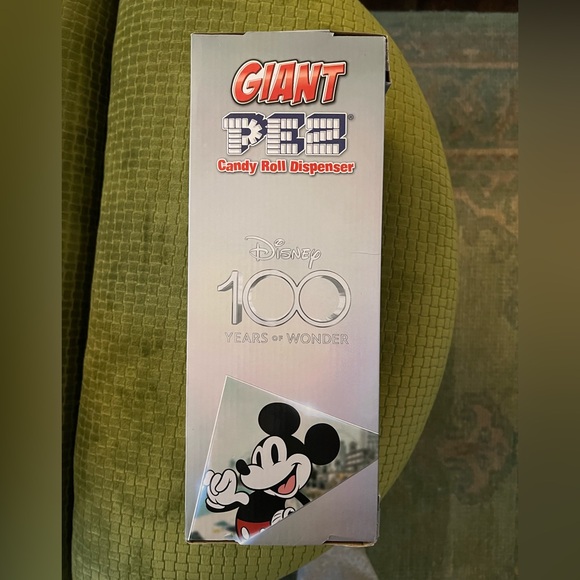 GIANT
PEZ®
Candy Roll Dispenser
Disney
100
YEARS OF WONDER